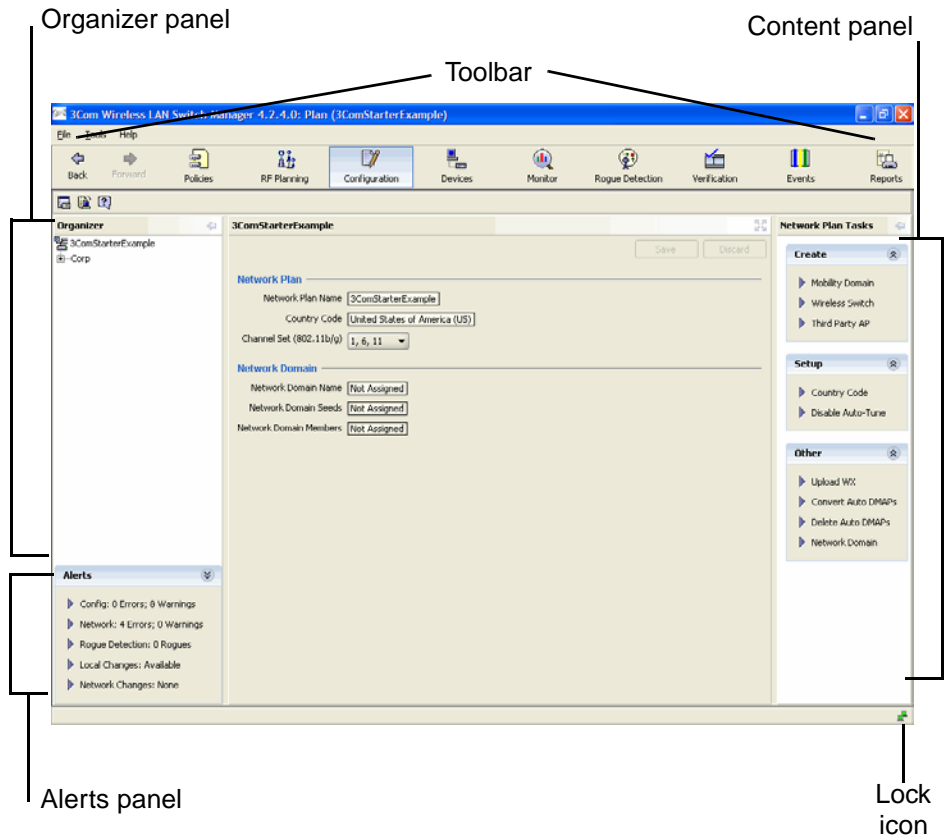 Organizer panel
Content panel
Toolbar
3Com Wireless LAN Switch Manager 4.2.4.0: Plan (3ComStarterExample)
File Tools Help
Back Forward Policies RF Planning Configuration Devices Monitor Rogue Detection Verification Events Reports
Organizer
3ComStarterExample
Corp
3ComStarterExample
Save Discard
Network Plan
Network Plan Name 3ComStarterExample
Country Code United States of America (US)
Channel Set (802.11b/g) 1, 6, 11
Network Domain
Network Domain Name Not Assigned
Network Domain Seeds Not Assigned
Network Domain Members Not Assigned
Network Plan Tasks
Create
Mobility Domain
Wireless Switch
Third Party AP
Setup
Country Code
Disable Auto-Tune
Other
Upload WX
Convert Auto DMAPs
Delete Auto DMAPs
Network Domain
Alerts
Config: 0 Errors; 0 Warnings
Network: 4 Errors; 0 Warnings
Rogue Detection: 0 Rogues
Local Changes: Available
Network Changes: None
Alerts panel
Lock
icon